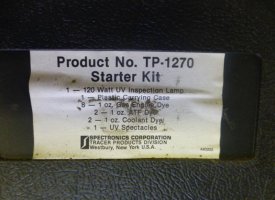 Product No. TP-1270
Starter Kit
1 — 120 Watt UV Inspection Lamp
1 — Plastic Carrying Case
8 — 1 oz. Gas Engine Dye
2 — 1 oz. ATF Dye
2 — 1 oz. Coolant Dye
1 — UV Spectacles
SPECTRONICS CORPORATION
TRACER PRODUCTS DIVISION
Westbury, New York U.S.A.